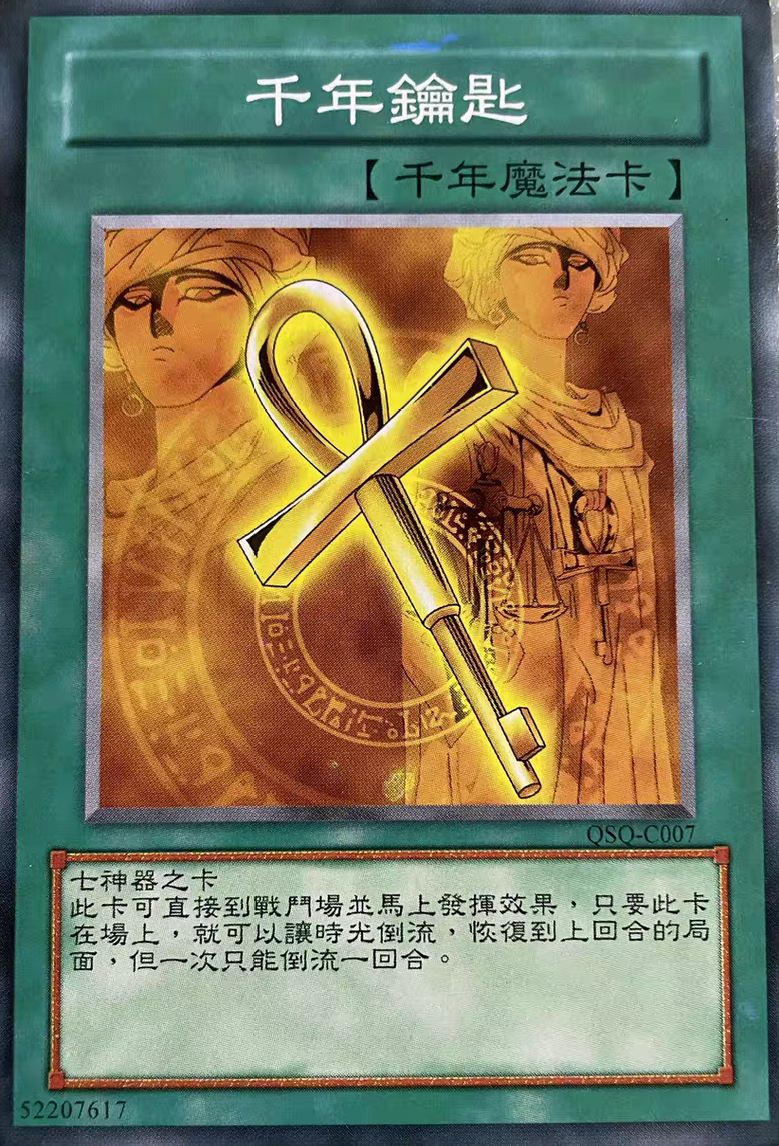 千年鑰匙
【千年魔法卡】
QSQ-C007
七神器之卡
此卡可直接到戰鬥場並馬上發揮效果，只要此卡
在場上，就可以讓時光倒流，恢復到上回合的局
面，但一次只能倒流一回合。
52207617